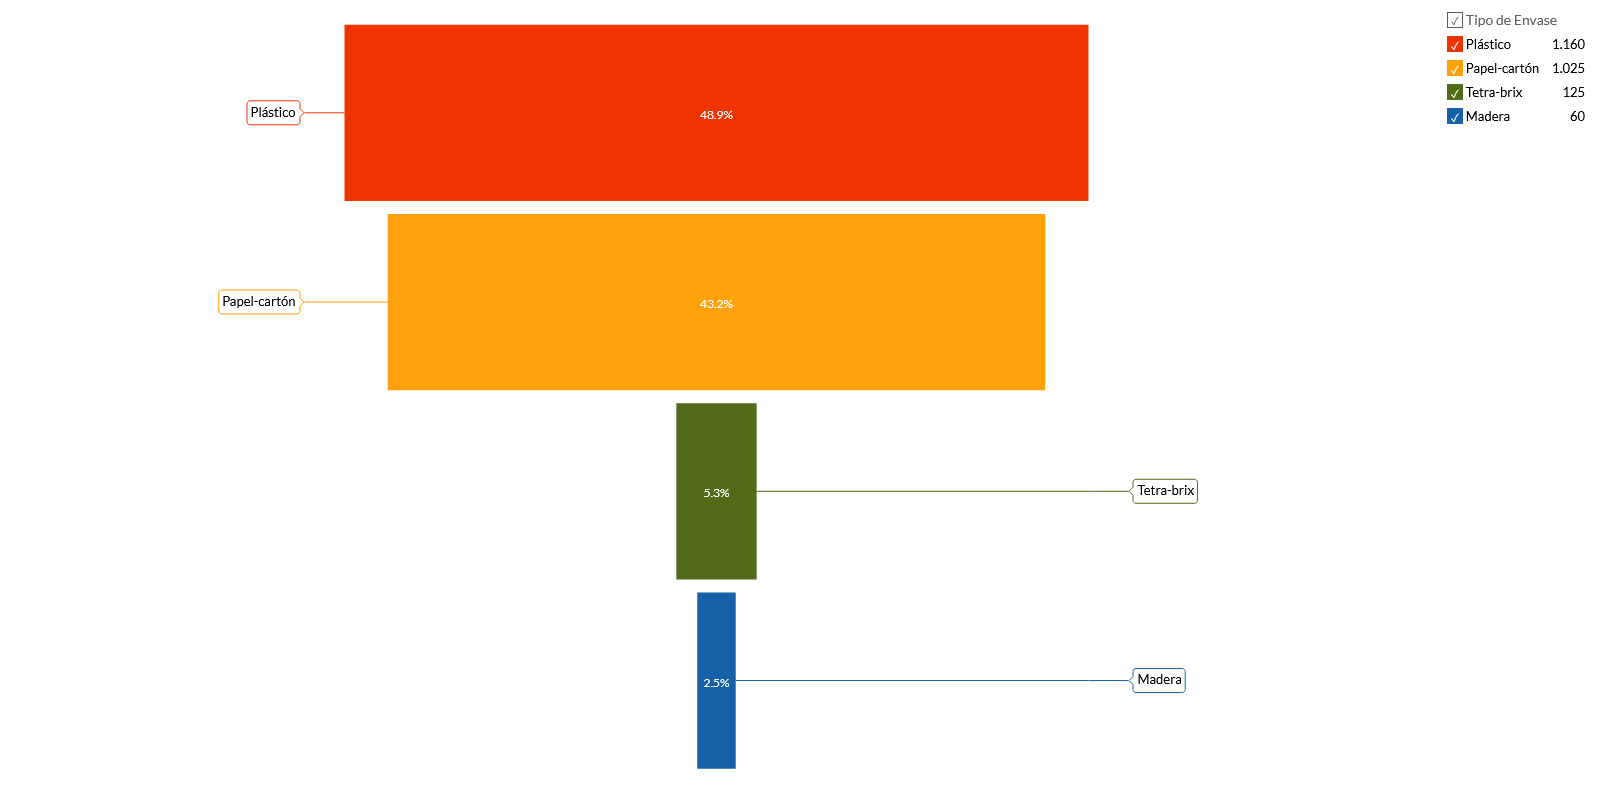 Tipo de Envase
Plástico 1.160
Papel-cartón 1.025
Tetra-brix 125
Madera 60
Plástico
48.9%
Papel-cartón
43.2%
5.3%
Tetra-brix
2.5%
Madera